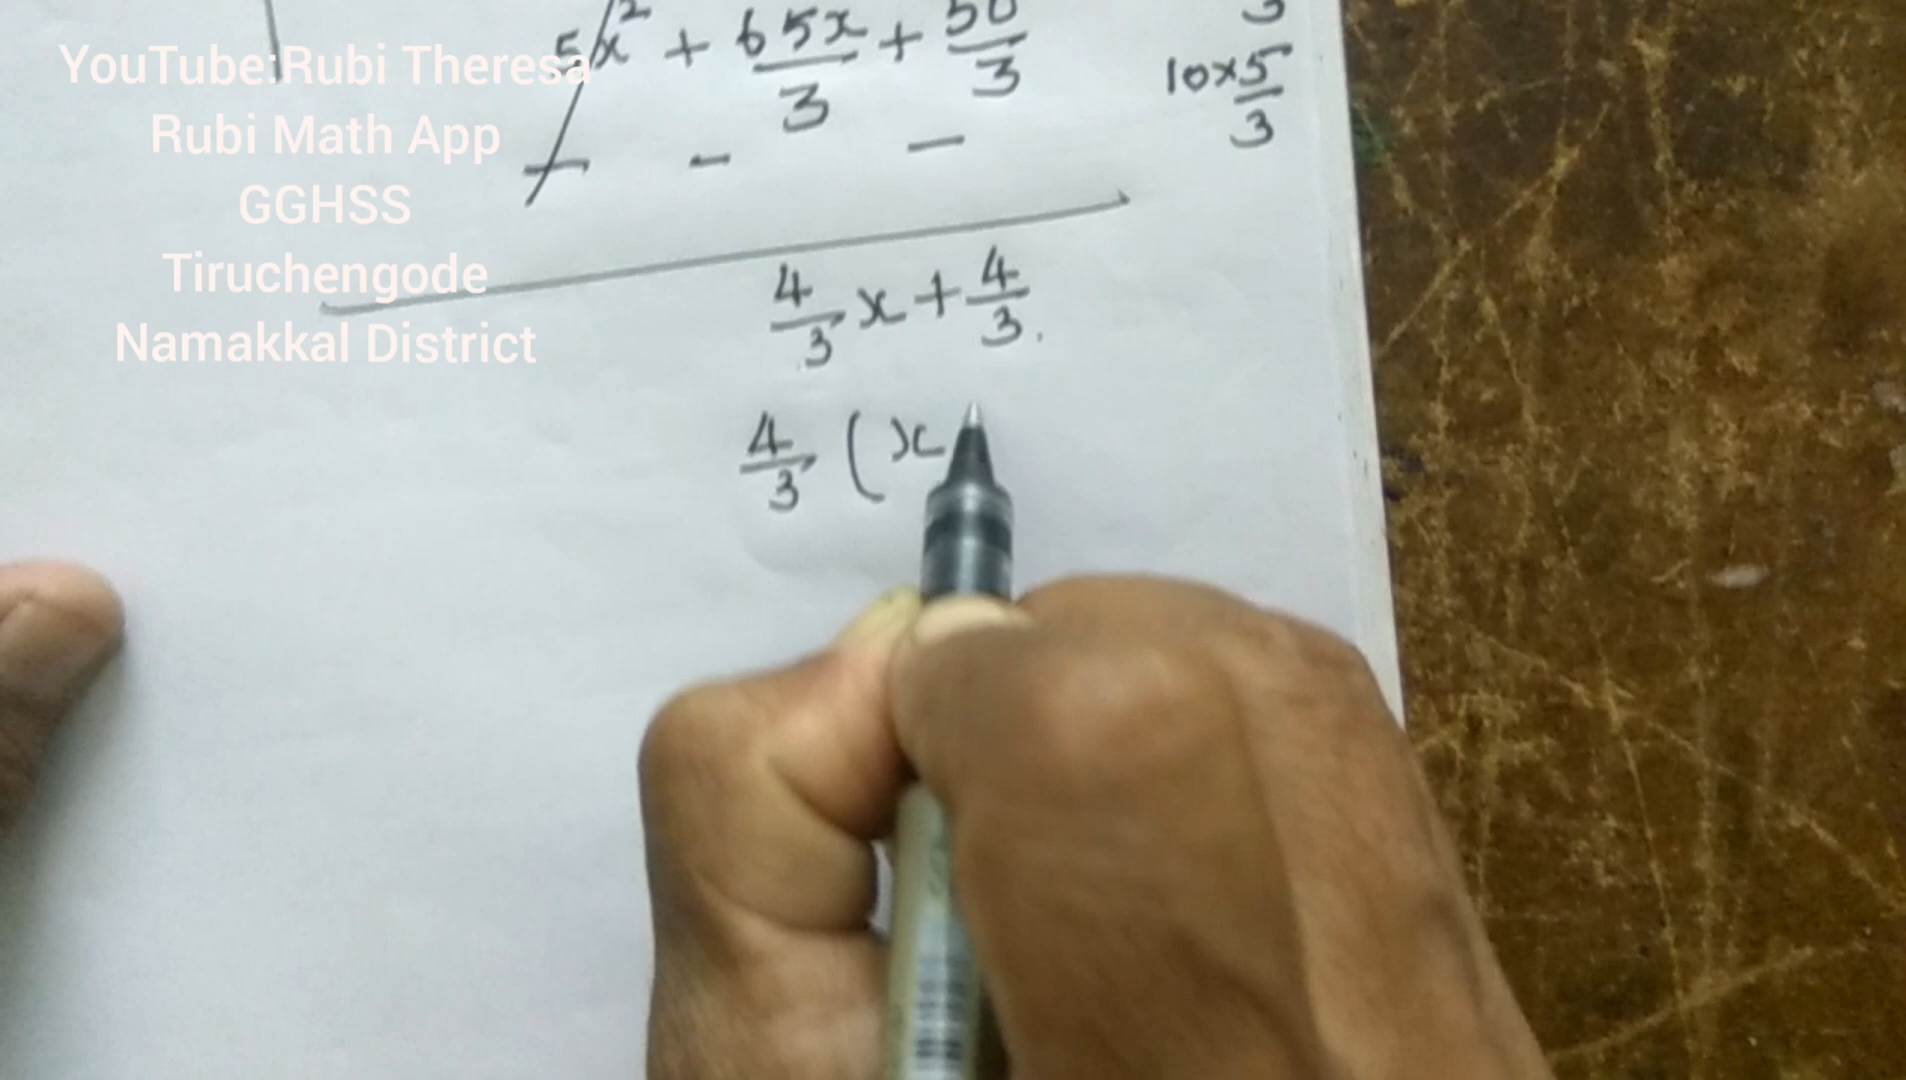 YouTube:Rubi Theresa
Rubi Math App
GGHSS
Tiruchengode
Namakkal District
5x² + 65x/3 + 50/3
10×5/3
- - -
4/3 x + 4/3
4/3 (x